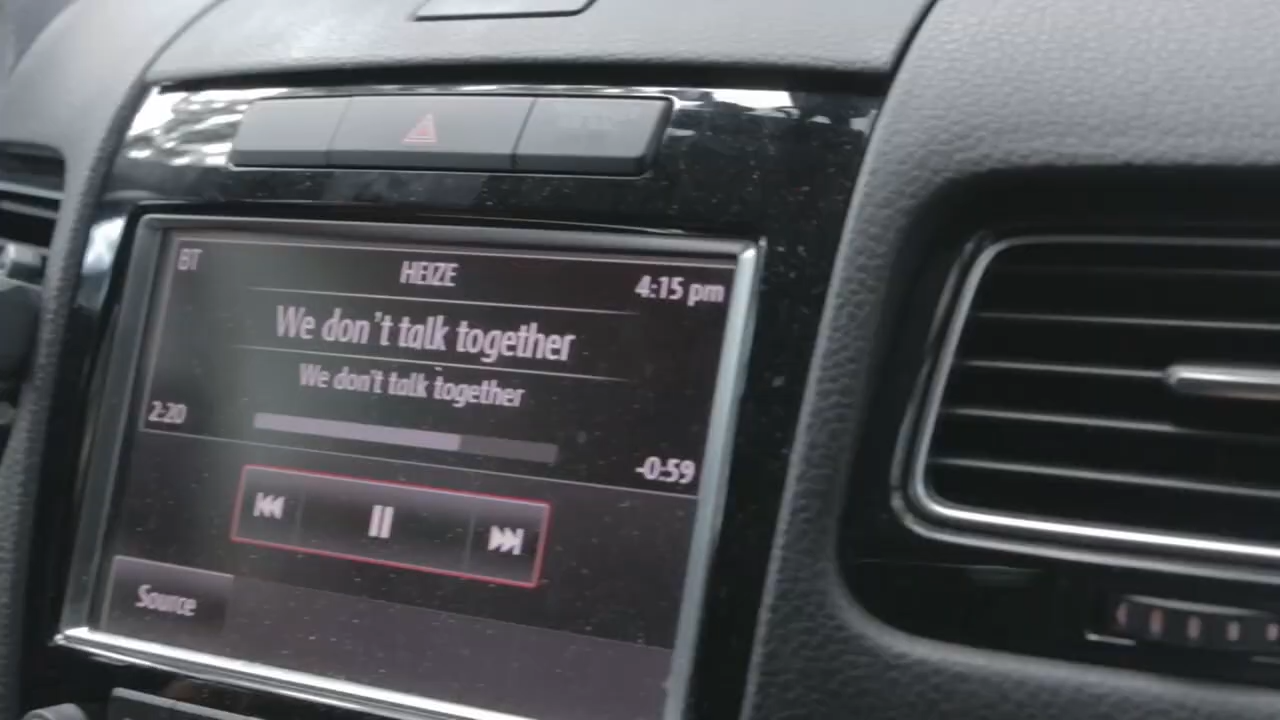 BT
HEIZE
4:15 pm
We don't talk together
We don't talk together
2:20
-0:59
Source